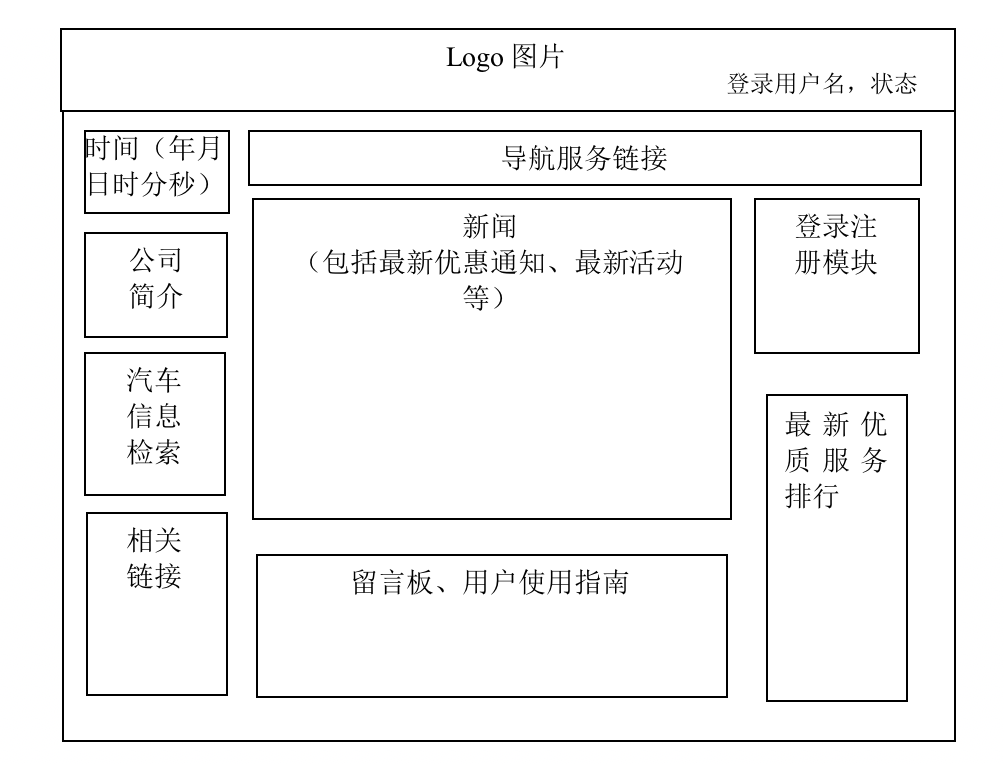 Logo 图片
登录用户名，状态
时间（年月
日时分秒）
导航服务链接
公司
简介
汽车
信息
检索
相关
链接
新闻
（包括最新优惠通知、最新活动
等）
留言板、用户使用指南
登录注
册模块
最新优
质服务
排行